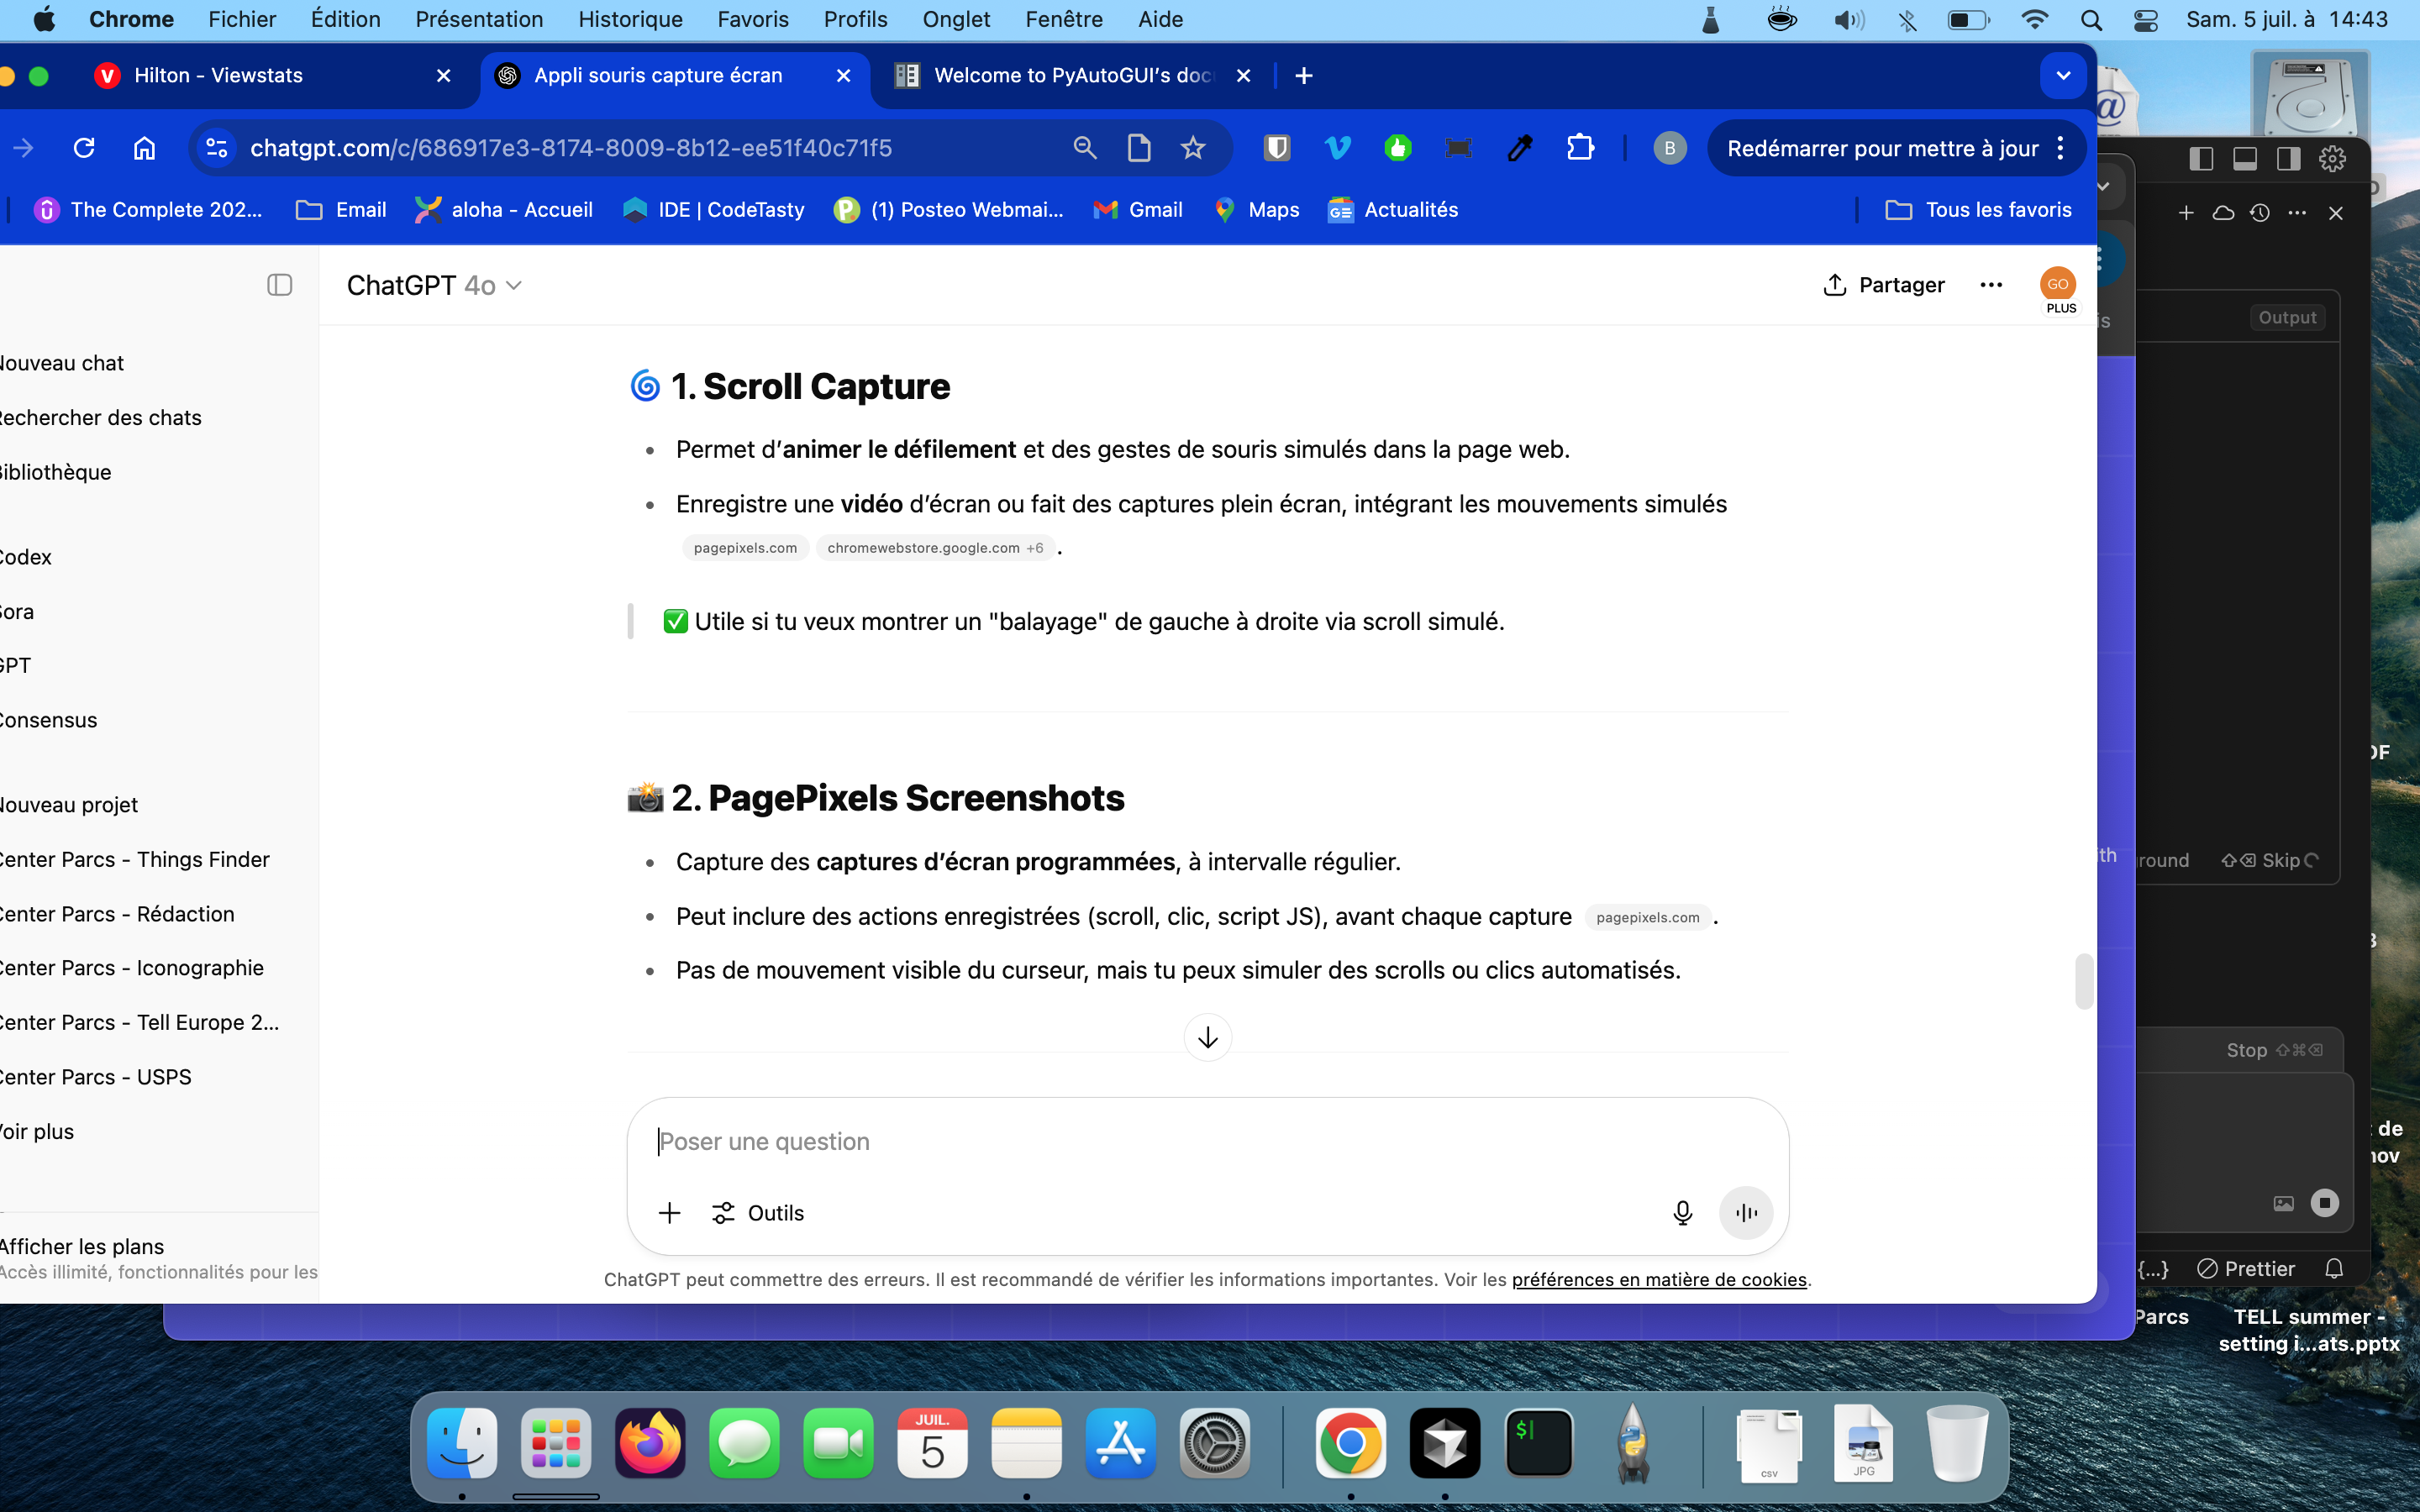 Chrome Fichier Édition Présentation Historique Favoris Profils Onglet Fenêtre Aide Sam. 5 juil. à 14:43
Hilton - Viewstats Appli souris capture écran Welcome to PyAutoGUI's doc
chatgpt.com/c/686917e3-8174-8009-8b12-ee51f40c71f5 B Redémarrer pour mettre à jour
The Complete 202... Email aloha - Accueil IDE | CodeTasty (1) Posteo Webmai... Gmail Maps Actualités Tous les favoris
ChatGPT 4o Partager GO
PLUS
Output
1. Scroll Capture
Nouveau chat
Permet d'animer le défilement et des gestes de souris simulés dans la page web.
Rechercher des chats
Bibliothèque
Enregistre une vidéo d'écran ou fait des captures plein écran, intégrant les mouvements simulés
pagepixels.com chromewebstore.google.com +6 .
Codex
Sora
Utile si tu veux montrer un "balayage" de gauche à droite via scroll simulé.
GPT
Consensus
Nouveau projet
2. PagePixels Screenshots
Center Parcs - Things Finder
Capture des captures d'écran programmées, à intervalle régulier.
Skip
Center Parcs - Rédaction
Peut inclure des actions enregistrées (scroll, clic, script JS), avant chaque capture pagepixels.com .
Center Parcs - Iconographie
Pas de mouvement visible du curseur, mais tu peux simuler des scrolls ou clics automatisés.
Center Parcs - Tell Europe 2...
Stop
Center Parcs - USPS
Voir plus
Poser une question
Outils
Afficher les plans
Accès illimité, fonctionnalités pour les
ChatGPT peut commettre des erreurs. Il est recommandé de vérifier les informations importantes. Voir les préférences en matière de cookies.
{...} Prettier
Parcs TELL summer -
setting i...ats.pptx
JUIL.
5
$
CSV
JPG